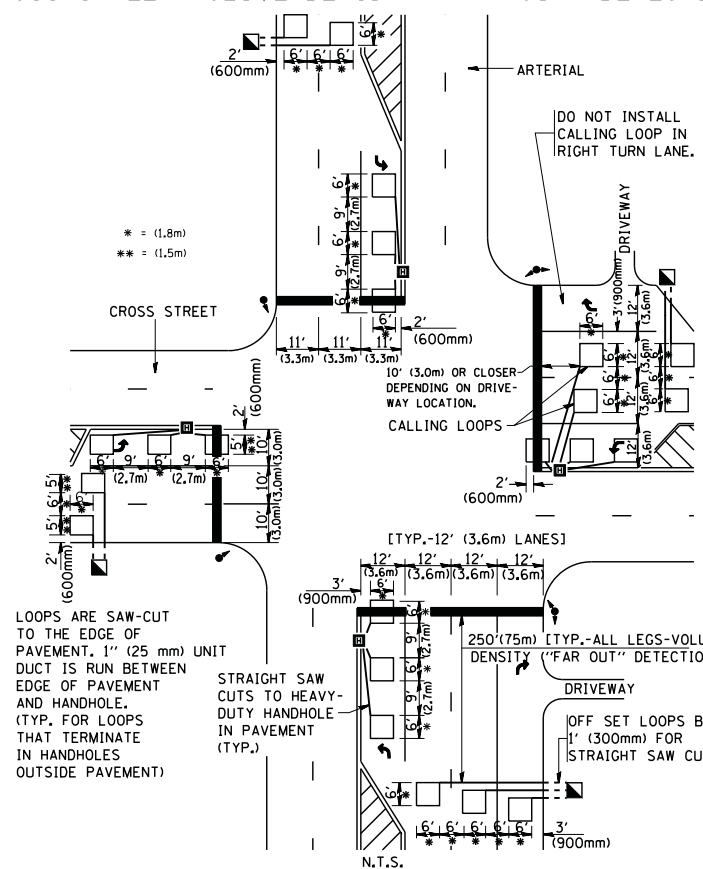 6'
*
2'
(600mm)
6' 6' 6'
* * *
ARTERIAL
DO NOT INSTALL
CALLING LOOP IN
RIGHT TURN LANE.
DRIVEWAY
* = (1.8m)
** = (1.5m)
6'
*
9'
(2.7m)
6'
*
9'
(2.7m)
6'
*
H
6'
*
2'
(600mm)
11' 11' 11'
(3.3m) (3.3m) (3.3m)
CROSS STREET
3'(900mm)
12'
(3.6m)
6'
*
6'
*
6'
*
6'
*
12'
(3.6m)
12'
(3.6m)
12'
(3.6m)
10' (3.0m) OR CLOSER
DEPENDING ON DRIVE-
WAY LOCATION.
CALLING LOOPS
H
2'
(600mm)
2'
(600mm)
H
5'
**
10'
(3.0m)
10'
(3.0m)
10'
(3.0m)
6' 9' 6' 9' 6'
* (2.7m) * (2.7m) *
5'
**
6'
*
6'
*
5'
**
2'
(600mm)
[TYP.-12' (3.6m) LANES]
12' 12' 12' 12'
(3.6m) (3.6m) (3.6m) (3.6m)
3'
(900mm)
6'
*
LOOPS ARE SAW-CUT
TO THE EDGE OF
PAVEMENT. 1'' (25 mm) UNIT
DUCT IS RUN BETWEEN
EDGE OF PAVEMENT
AND HANDHOLE.
(TYP. FOR LOOPS
THAT TERMINATE
IN HANDHOLES
OUTSIDE PAVEMENT)
STRAIGHT SAW
CUTS TO HEAVY-
DUTY HANDHOLE
IN PAVEMENT
(TYP.)
H
6'
*
9'
(2.7m)
6'
*
9'
(2.7m)
6'
*
250'(75m) [TYP.-ALL LEGS-VOLU
DENSITY ("FAR OUT" DETECTIO
DRIVEWAY
OFF SET LOOPS B
1' (300mm) FOR
STRAIGHT SAW CU
6'
*
6' 6' 6' 6' 6'
* * * * *
3'
(900mm)
N.T.S.